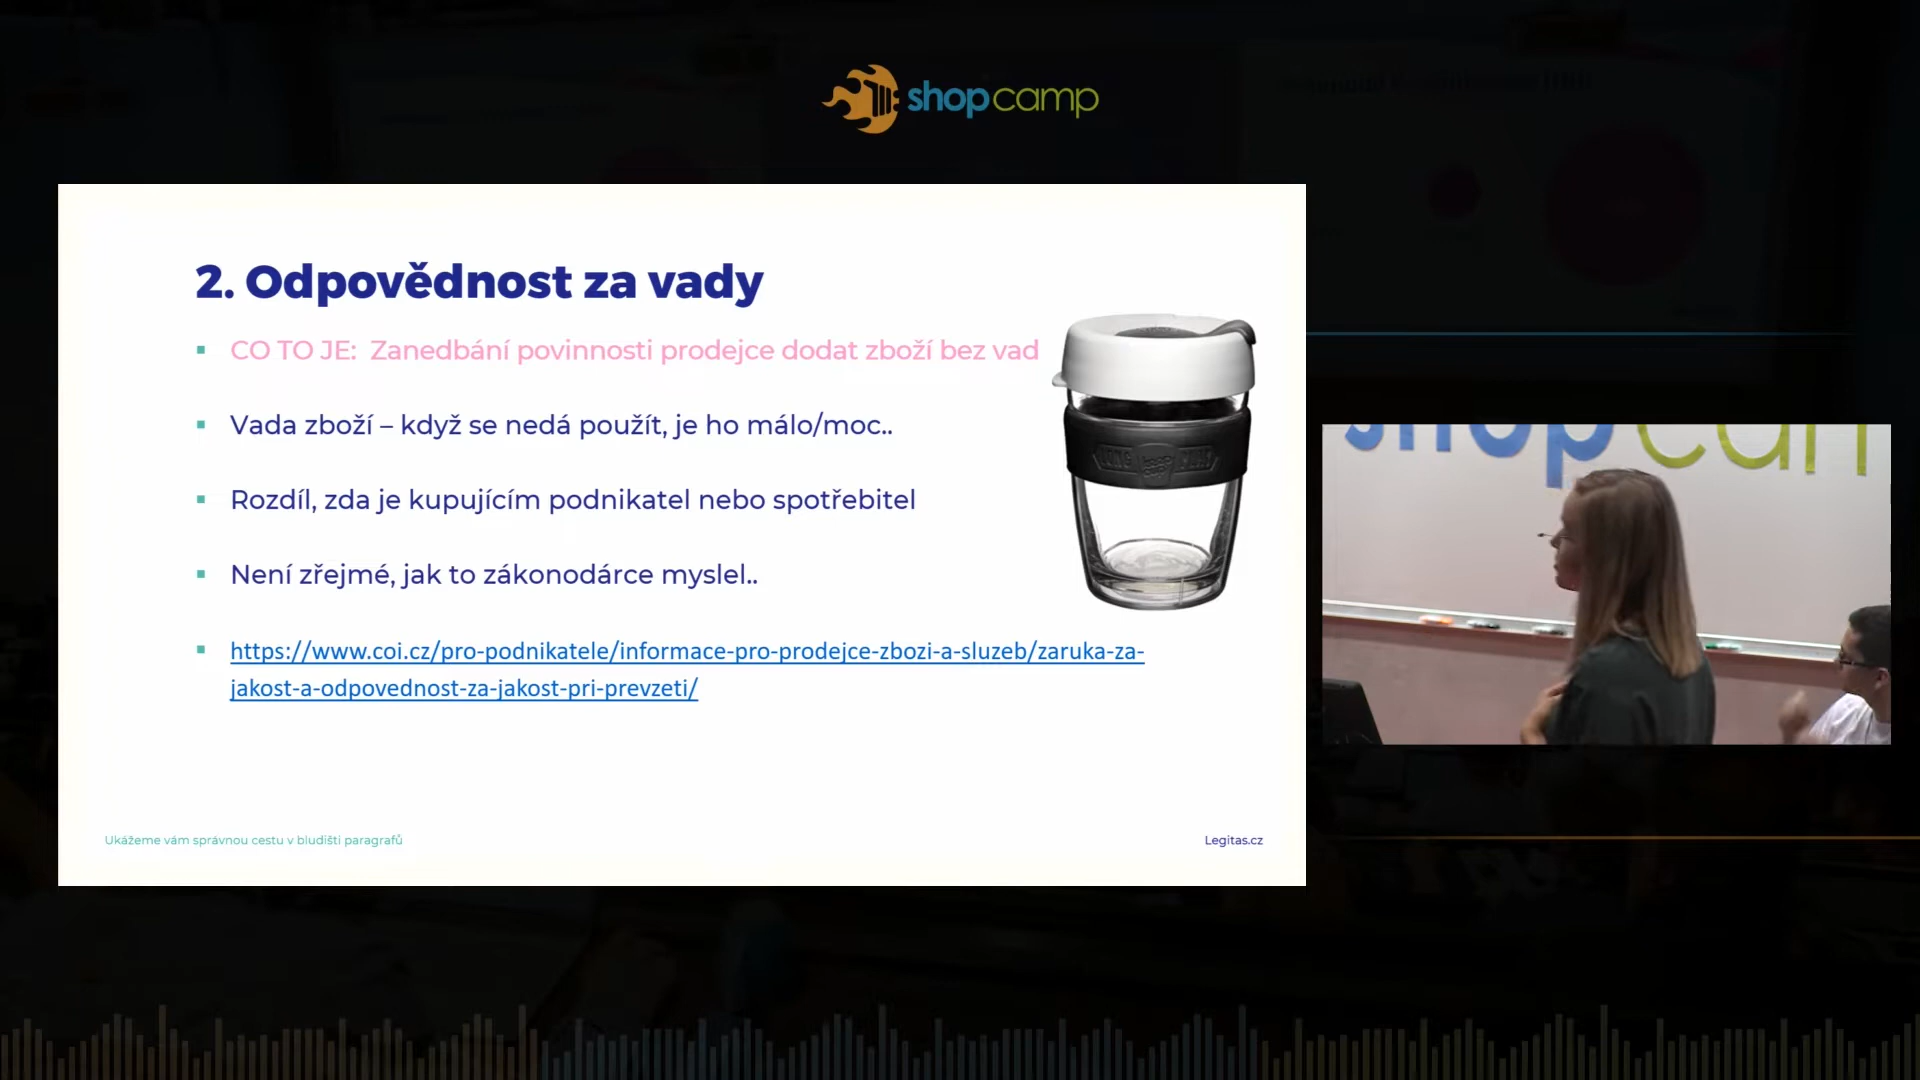 shopcamp
2. Odpovědnost za vady
CO TO JE: Zanedbání povinnosti prodejce dodat zboží bez vad
Vada zboží – když se nedá použít, je ho málo/moc..
Rozdíl, zda je kupujícím podnikatel nebo spotřebitel
Není zřejmé, jak to zákonodárce myslel..
https://www.coi.cz/pro-podnikatele/informace-pro-prodejce-zbozi-a-sluzeb/zaruka-za-
jakost-a-odpovednost-za-jakost-pri-prevzeti/
Ukážeme vám správnou cestu v bludišti paragrafů
Legitas.cz